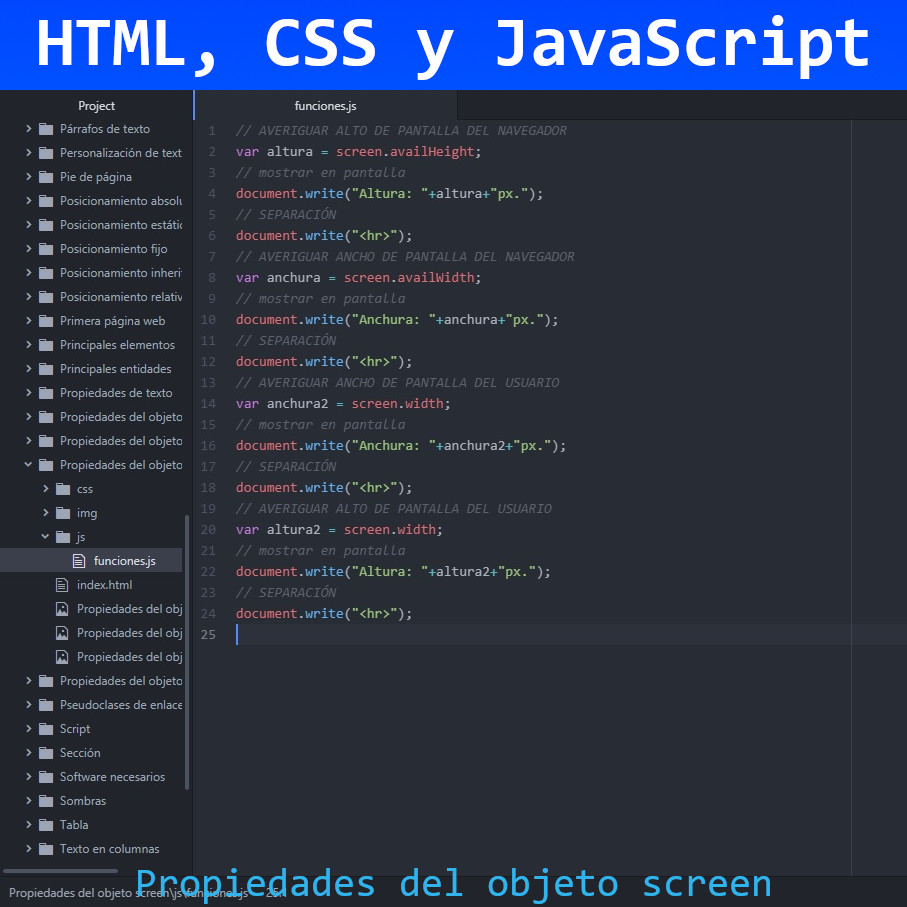 HTML, CSS y JavaScript
Project
Párrafos de texto
Personalización de text
Pie de página
Posicionamiento absolu
Posicionamiento estátic
Posicionamiento fijo
Posicionamiento inheri
Posicionamiento relativ
Primera página web
Principales elementos
Principales entidades
Propiedades de texto
Propiedades del objeto
Propiedades del objeto
Propiedades del objeto
css
img
js
funciones.js
index.html
Propiedades del obj
Propiedades del obj
Propiedades del obj
Propiedades del objeto
Pseudoclases de enlace
Script
Sección
Software necesarios
Sombras
Tabla
Texto en columnas
funciones.js
1 // AVERIGUAR ALTO DE PANTALLA DEL NAVEGADOR
2 var altura = screen.availHeight;
3 // mostrar en pantalla
4 document.write("Altura: "+altura+"px.");
5 // SEPARACIÓN
6 document.write("<hr>");
7 // AVERIGUAR ANCHO DE PANTALLA DEL NAVEGADOR
8 var anchura = screen.availWidth;
9 // mostrar en pantalla
10 document.write("Anchura: "+anchura+"px.");
11 // SEPARACIÓN
12 document.write("<hr>");
13 // AVERIGUAR ANCHO DE PANTALLA DEL USUARIO
14 var anchura2 = screen.width;
15 // mostrar en pantalla
16 document.write("Anchura: "+anchura2+"px.");
17 // SEPARACIÓN
18 document.write("<hr>");
19 // AVERIGUAR ALTO DE PANTALLA DEL USUARIO
20 var altura2 = screen.width;
21 // mostrar en pantalla
22 document.write("Altura: "+altura2+"px.");
23 // SEPARACIÓN
24 document.write("<hr>");
25
Propiedades del objeto screen\js\funciones.js
Propiedades del objeto screen